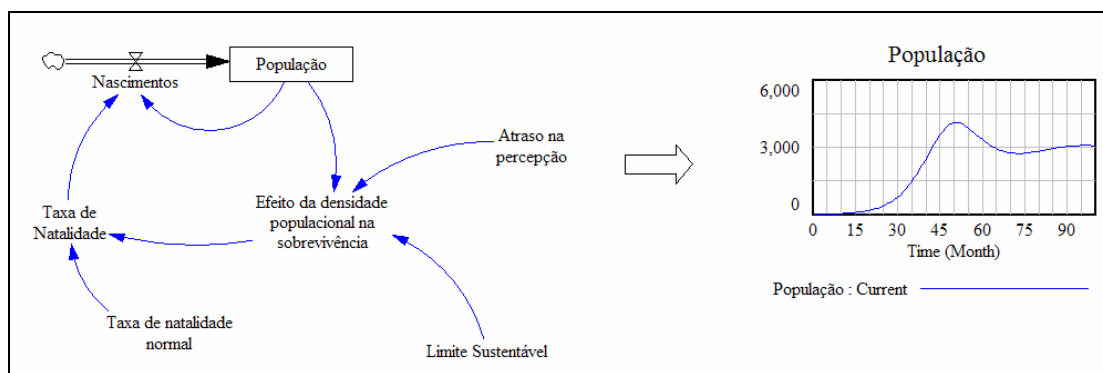 População
Nascimentos
Atraso na
percepção
Efeito da densidade
populacional na
sobrevivência
Taxa de
Natalidade
Taxa de natalidade
normal
Limite Sustentável
População
6,000
3,000
0
0 15 30 45 60 75 90
Time (Month)
População : Current